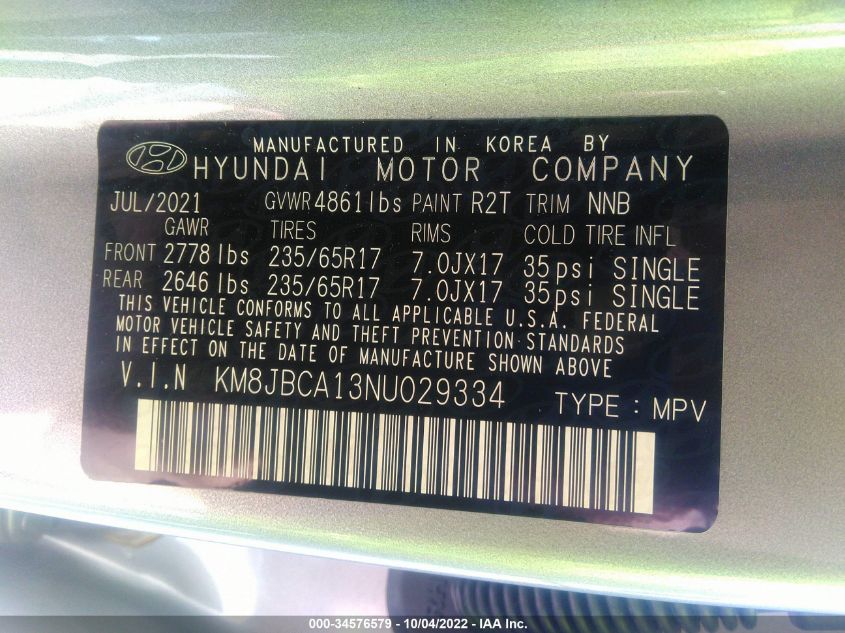 MANUFACTURED IN KOREA BY
HYUNDAI MOTOR COMPANY
JUL/2021 GVWR 4861lbs PAINT R2T TRIM NNB
GAWR TIRES RIMS COLD TIRE INFL
FRONT 2778 lbs 235/65R17 7.0JX17 35psi SINGLE
REAR 2646 lbs 235/65R17 7.0JX17 35psi SINGLE
THIS VEHICLE CONFORMS TO ALL APPLICABLE U.S.A. FEDERAL
MOTOR VEHICLE SAFETY AND THEFT PREVENTION STANDARDS
IN EFFECT ON THE DATE OF MANUFACTURE SHOWN ABOVE
V.I.N KM8JBCA13NU029334 TYPE : MPV
000-34576579 - 10/04/2022 - IAA Inc.